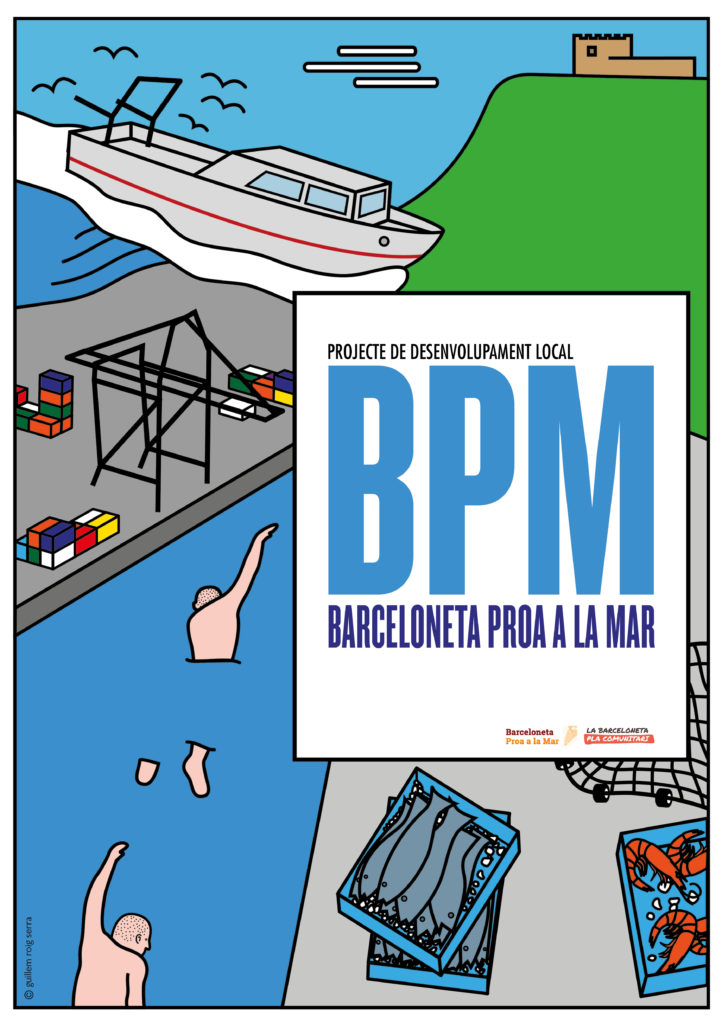 PROJECTE DE DESENVOLUPAMENT LOCAL
BPM
BARCELONETA PROA A LA MAR
Barceloneta
Proa a la Mar
LA BARCELONETA
PLA COMUNITARI
© guillem roig serra